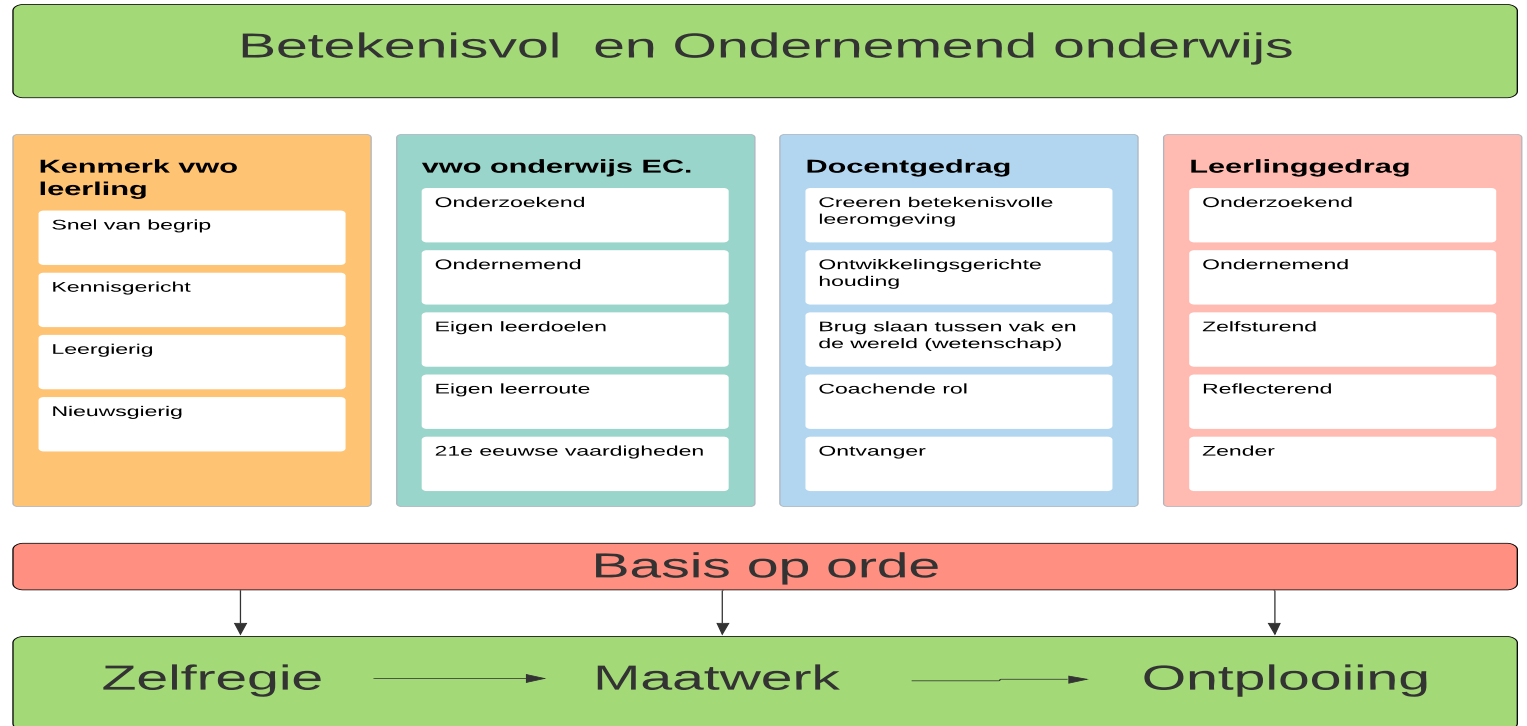 Betekenisvol en Ondernemend onderwijs
Kenmerk vwo
leerling
Snel van begrip
Kennisgericht
Leergierig
Nieuwsgierig
vwo onderwijs EC.
Onderzoekend
Ondernemend
Eigen leerdoelen
Eigen leerroute
21e eeuwse vaardigheden
Docentgedrag
Creeren betekenisvolle
leeromgeving
Ontwikkelingsgerichte
houding
Brug slaan tussen vak en
de wereld (wetenschap)
Coachende rol
Ontvanger
Leerlinggedrag
Onderzoekend
Ondernemend
Zelfsturend
Reflecterend
Zender
Basis op orde
Zelfregie
Maatwerk
Ontplooiing